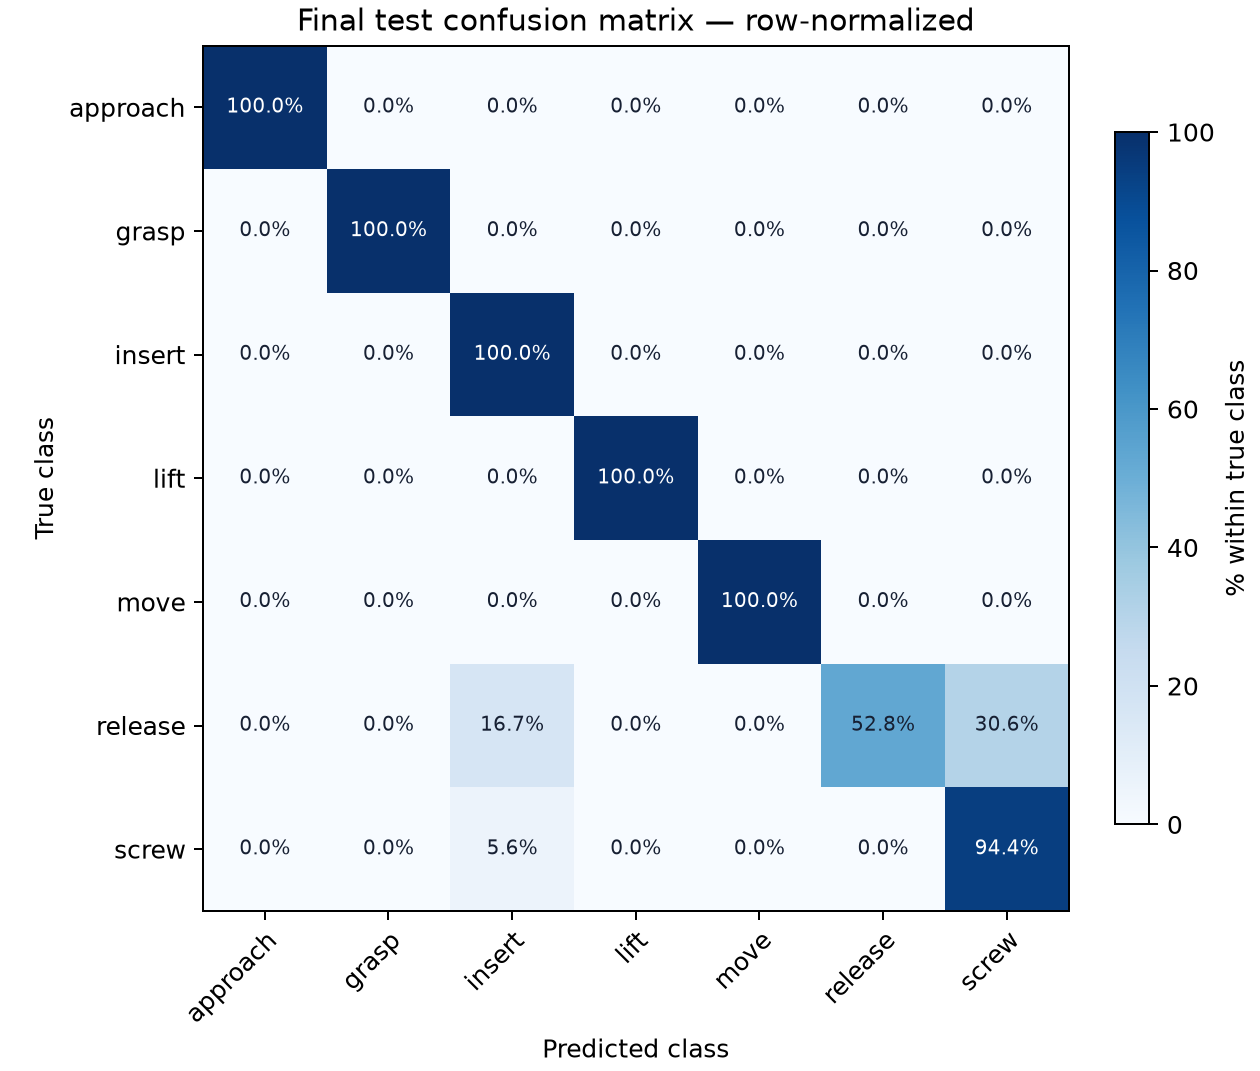 Final test confusion matrix — row-normalized
approach 100.0% 0.0% 0.0% 0.0% 0.0% 0.0% 0.0%
grasp 0.0% 100.0% 0.0% 0.0% 0.0% 0.0% 0.0%
insert 0.0% 0.0% 100.0% 0.0% 0.0% 0.0% 0.0%
lift 0.0% 0.0% 0.0% 100.0% 0.0% 0.0% 0.0%
move 0.0% 0.0% 0.0% 0.0% 100.0% 0.0% 0.0%
release 0.0% 0.0% 16.7% 0.0% 0.0% 52.8% 30.6%
screw 0.0% 0.0% 5.6% 0.0% 0.0% 0.0% 94.4%
approach grasp insert lift move release screw
Predicted class
True class
100
80
60
40
20
0
% within true class